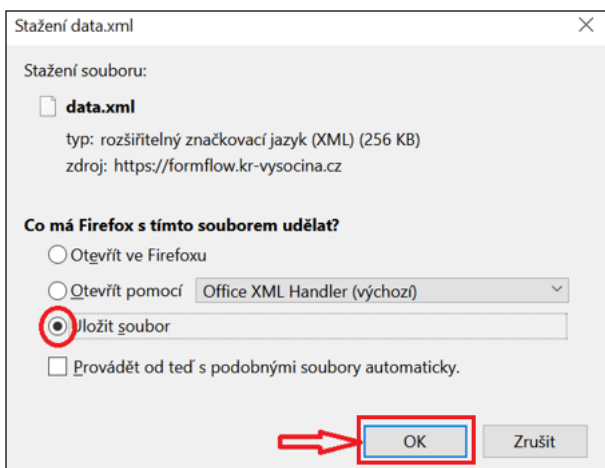 Stažení data.xml
Stažení souboru:
data.xml
typ: rozšiřitelný značkovací jazyk (XML) (256 KB)
zdroj: https://formflow.kr-vysocina.cz
Co má Firefox s tímto souborem udělat?
Otevřít ve Firefoxu
Otevřít pomocí Office XML Handler (výchozí)
Uložit soubor
Provádět od teď s podobnými soubory automaticky.
OK Zrušit